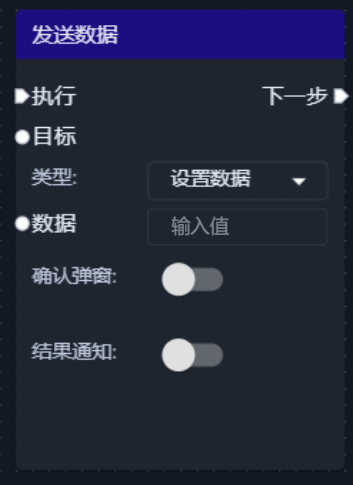 发送数据
执行 下一步
目标
类型: 设置数据
数据 输入值
确认弹窗:
结果通知: